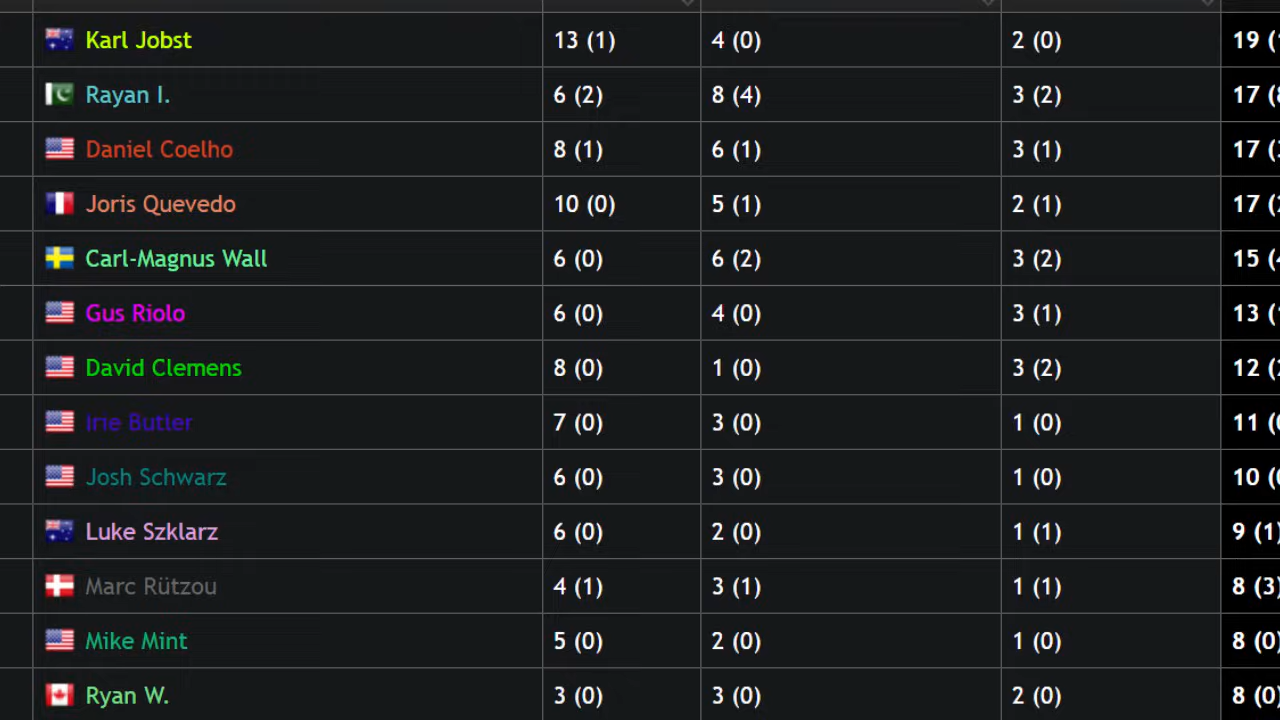 Karl Jobst 13 (1) 4 (0) 2 (0) 19 (
Rayan I. 6 (2) 8 (4) 3 (2) 17 (
Daniel Coelho 8 (1) 6 (1) 3 (1) 17 (
Joris Quevedo 10 (0) 5 (1) 2 (1) 17 (
Carl-Magnus Wall 6 (0) 6 (2) 3 (2) 15 (
Gus Riolo 6 (0) 4 (0) 3 (1) 13 (
David Clemens 8 (0) 1 (0) 3 (2) 12 (
Irie Butler 7 (0) 3 (0) 1 (0) 11 (
Josh Schwarz 6 (0) 3 (0) 1 (0) 10 (
Luke Szklarz 6 (0) 2 (0) 1 (1) 9 (1)
Marc Rützou 4 (1) 3 (1) 1 (1) 8 (3)
Mike Mint 5 (0) 2 (0) 1 (0) 8 (0)
Ryan W. 3 (0) 3 (0) 2 (0) 8 (0)